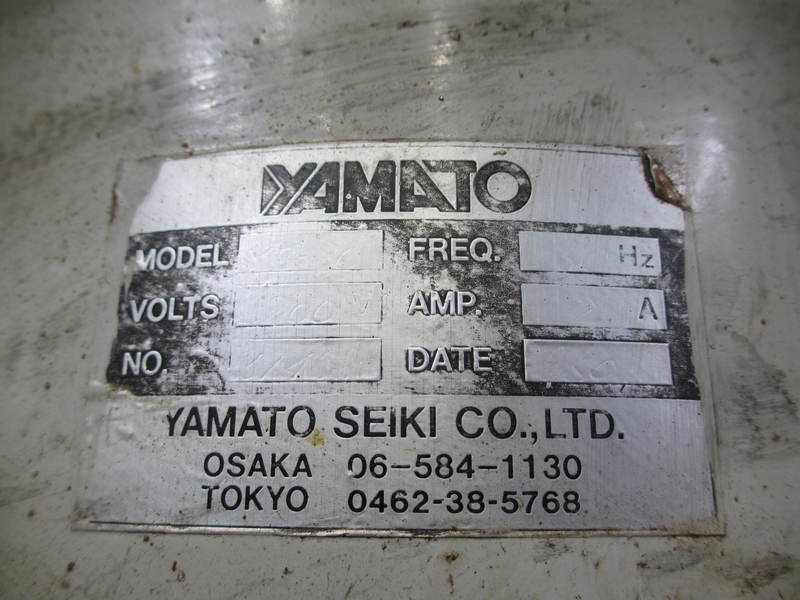 YAMATO
MODEL FREQ. Hz
VOLTS AMP. A
NO. DATE
YAMATO SEIKI CO.,LTD.
OSAKA 06-584-1130
TOKYO 0462-38-5768